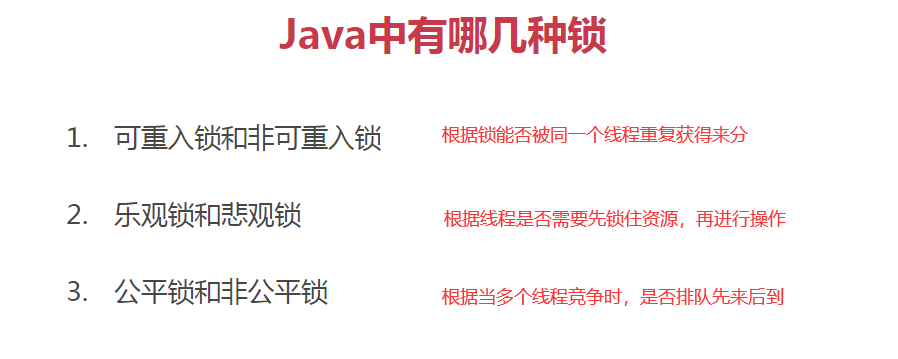 Java中有哪几种锁
1. 可重入锁和非可重入锁 根据锁能否被同一个线程重复获得来分
2. 乐观锁和悲观锁 根据线程是否需要先锁住资源，再进行操作
3. 公平锁和非公平锁 根据当多个线程竞争时，是否排队先来后到